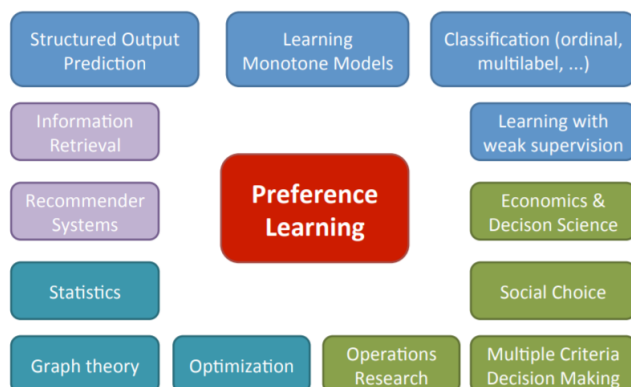 Structured Output
Prediction
Learning
Monotone Models
Classification (ordinal,
multilabel, ...)
Information
Retrieval
Learning with
weak supervision
Preference
Learning
Recommender
Systems
Economics &
Decison Science
Statistics
Social Choice
Graph theory
Optimization
Operations
Research
Multiple Criteria
Decision Making